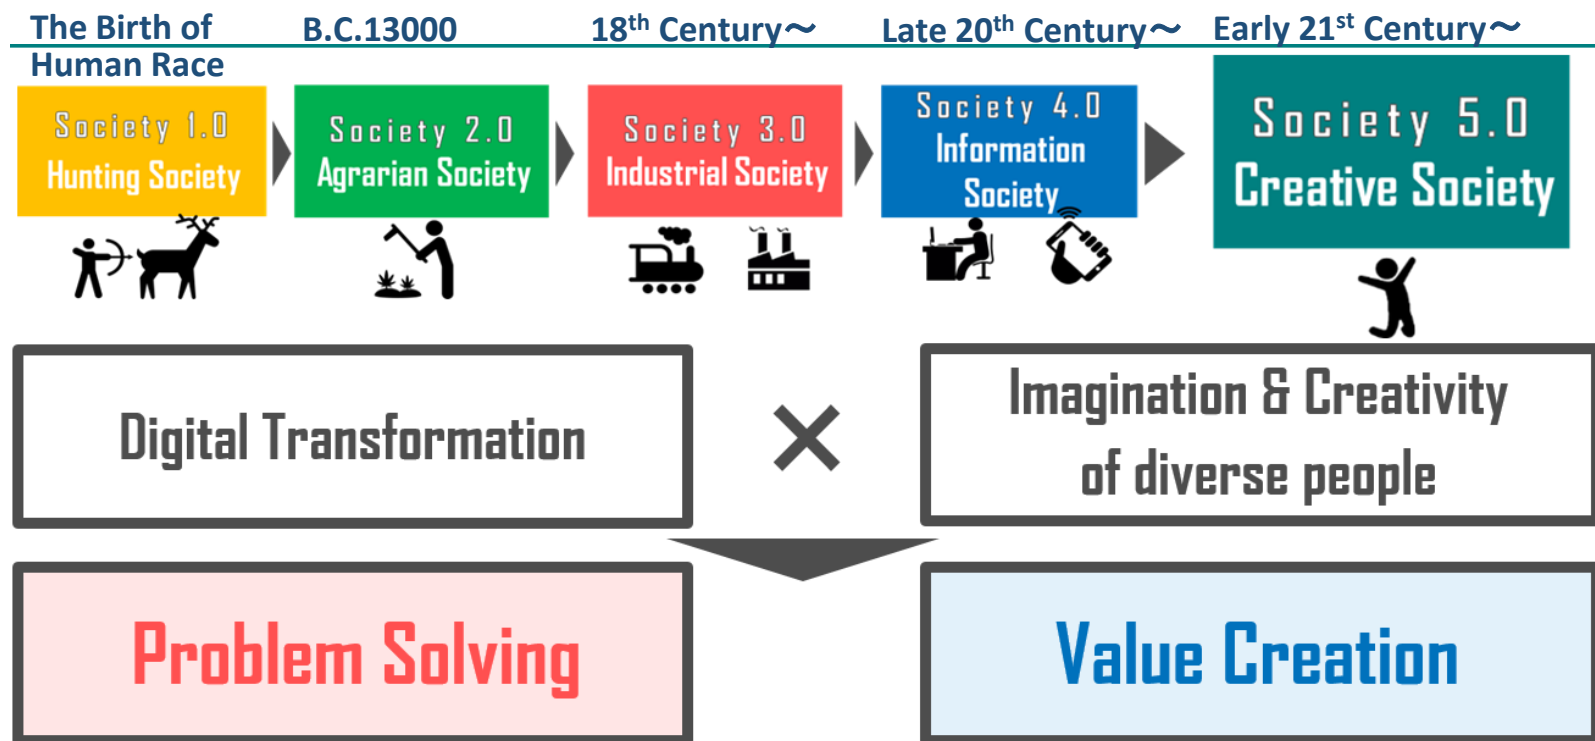 The Birth of
Human Race
B.C.13000
18th Century～
Late 20th Century～
Early 21st Century～
Society 1.0
Hunting Society
Society 2.0
Agrarian Society
Society 3.0
Industrial Society
Society 4.0
Information
Society
Society 5.0
Creative Society
Digital Transformation
×
Imagination & Creativity
of diverse people
Problem Solving
Value Creation